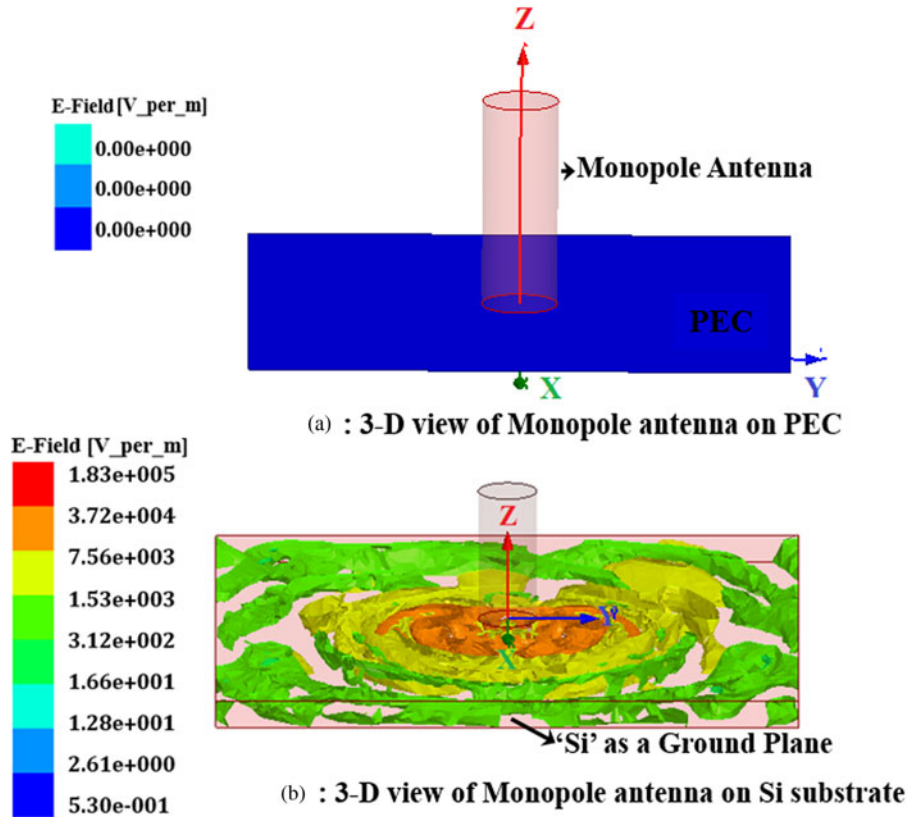 Z
E-Field [V_per_m]
0.00e+000
0.00e+000
0.00e+000
Monopole Antenna
PEC
X
Y
(a) : 3-D view of Monopole antenna on PEC
E-Field [V_per_m]
1.83e+005
3.72e+004
7.56e+003
1.53e+003
3.12e+002
1.66e+001
1.28e+001
2.61e+000
5.30e-001
Z
Y
X
‘Si’ as a Ground Plane
(b) : 3-D view of Monopole antenna on Si substrate